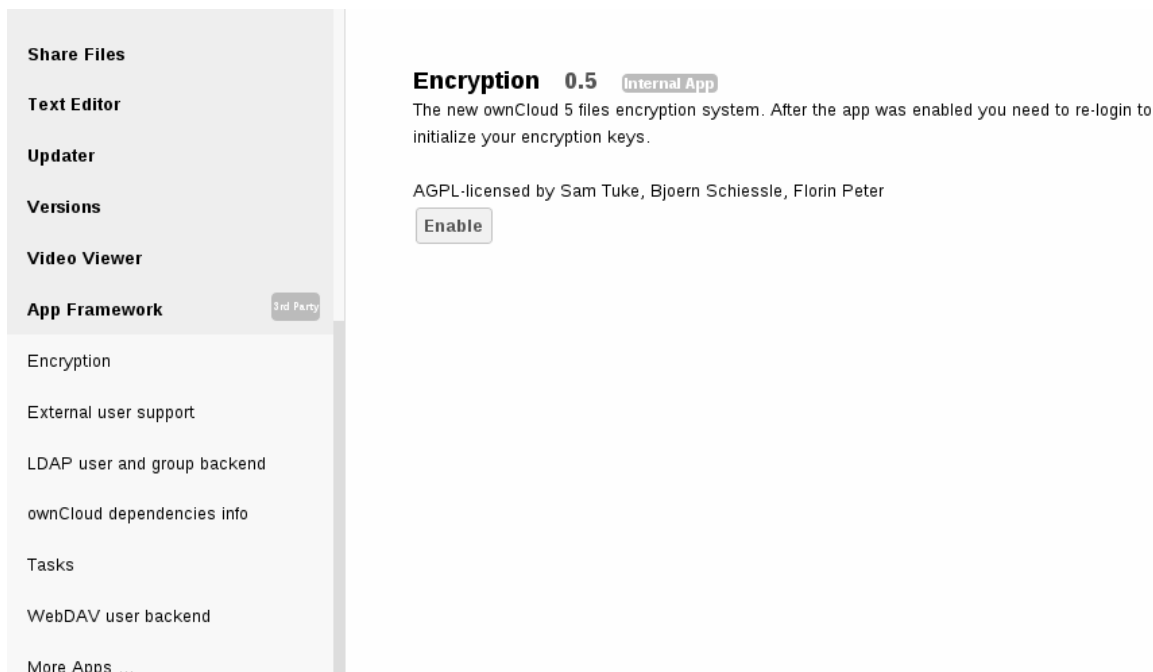 Share Files
Text Editor
Updater
Versions
Video Viewer
App Framework 3rd Party
Encryption
External user support
LDAP user and group backend
ownCloud dependencies info
Tasks
WebDAV user backend
More Apps ...
Encryption 0.5 Internal App
The new ownCloud 5 files encryption system. After the app was enabled you need to re-login to
initialize your encryption keys.
AGPL-licensed by Sam Tuke, Bjoern Schiessle, Florin Peter
Enable